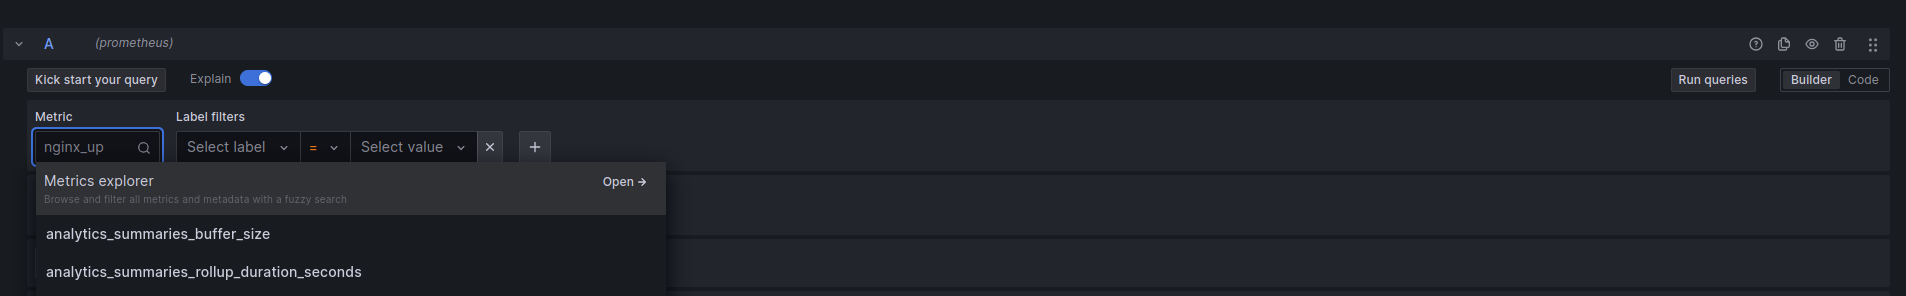 A (prometheus)
Kick start your query Explain Run queries Builder Code
Metric Label filters
nginx_up Select label = Select value
Metrics explorer Open →
Browse and filter all metrics and metadata with a fuzzy search
analytics_summaries_buffer_size
analytics_summaries_rollup_duration_seconds